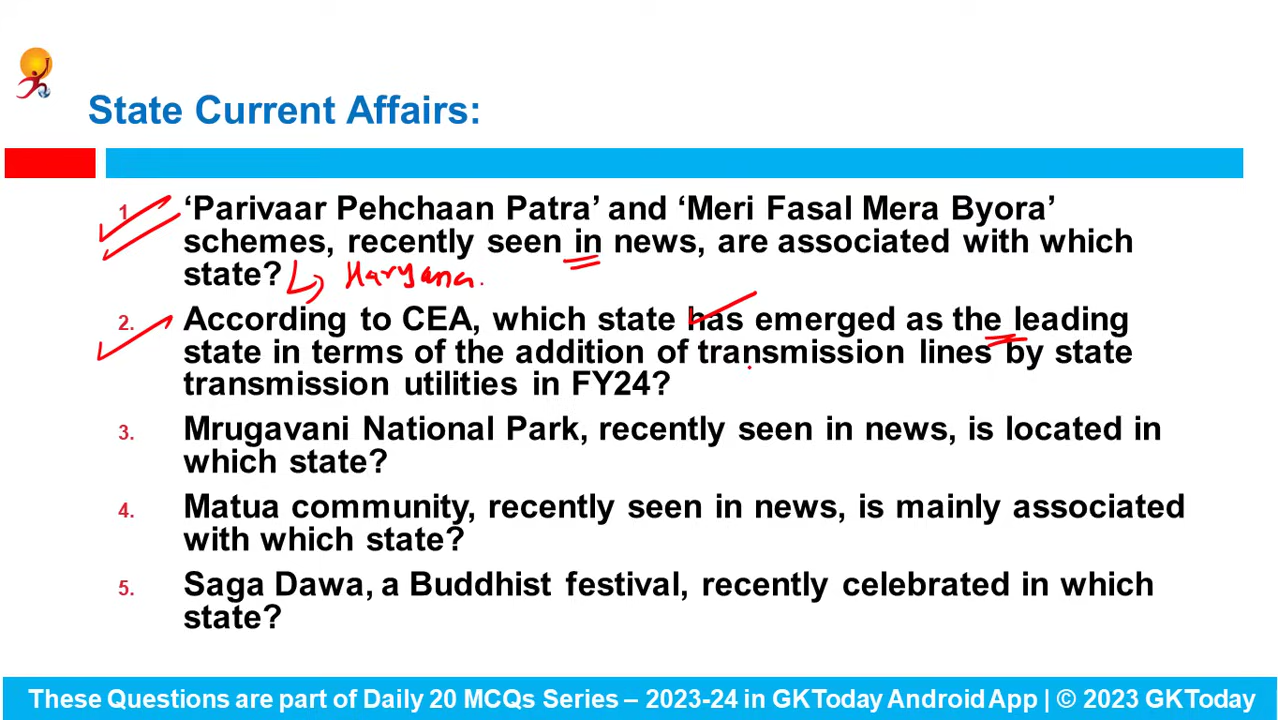 State Current Affairs:
1. ‘Parivaar Pehchaan Patra’ and ‘Meri Fasal Mera Byora’
schemes, recently seen in news, are associated with which
state? Haryana.
2. According to CEA, which state has emerged as the leading
state in terms of the addition of transmission lines by state
transmission utilities in FY24?
3. Mrugavani National Park, recently seen in news, is located in
which state?
4. Matua community, recently seen in news, is mainly associated
with which state?
5. Saga Dawa, a Buddhist festival, recently celebrated in which
state?
These Questions are part of Daily 20 MCQs Series – 2023-24 in GKToday Android App | © 2023 GKToday